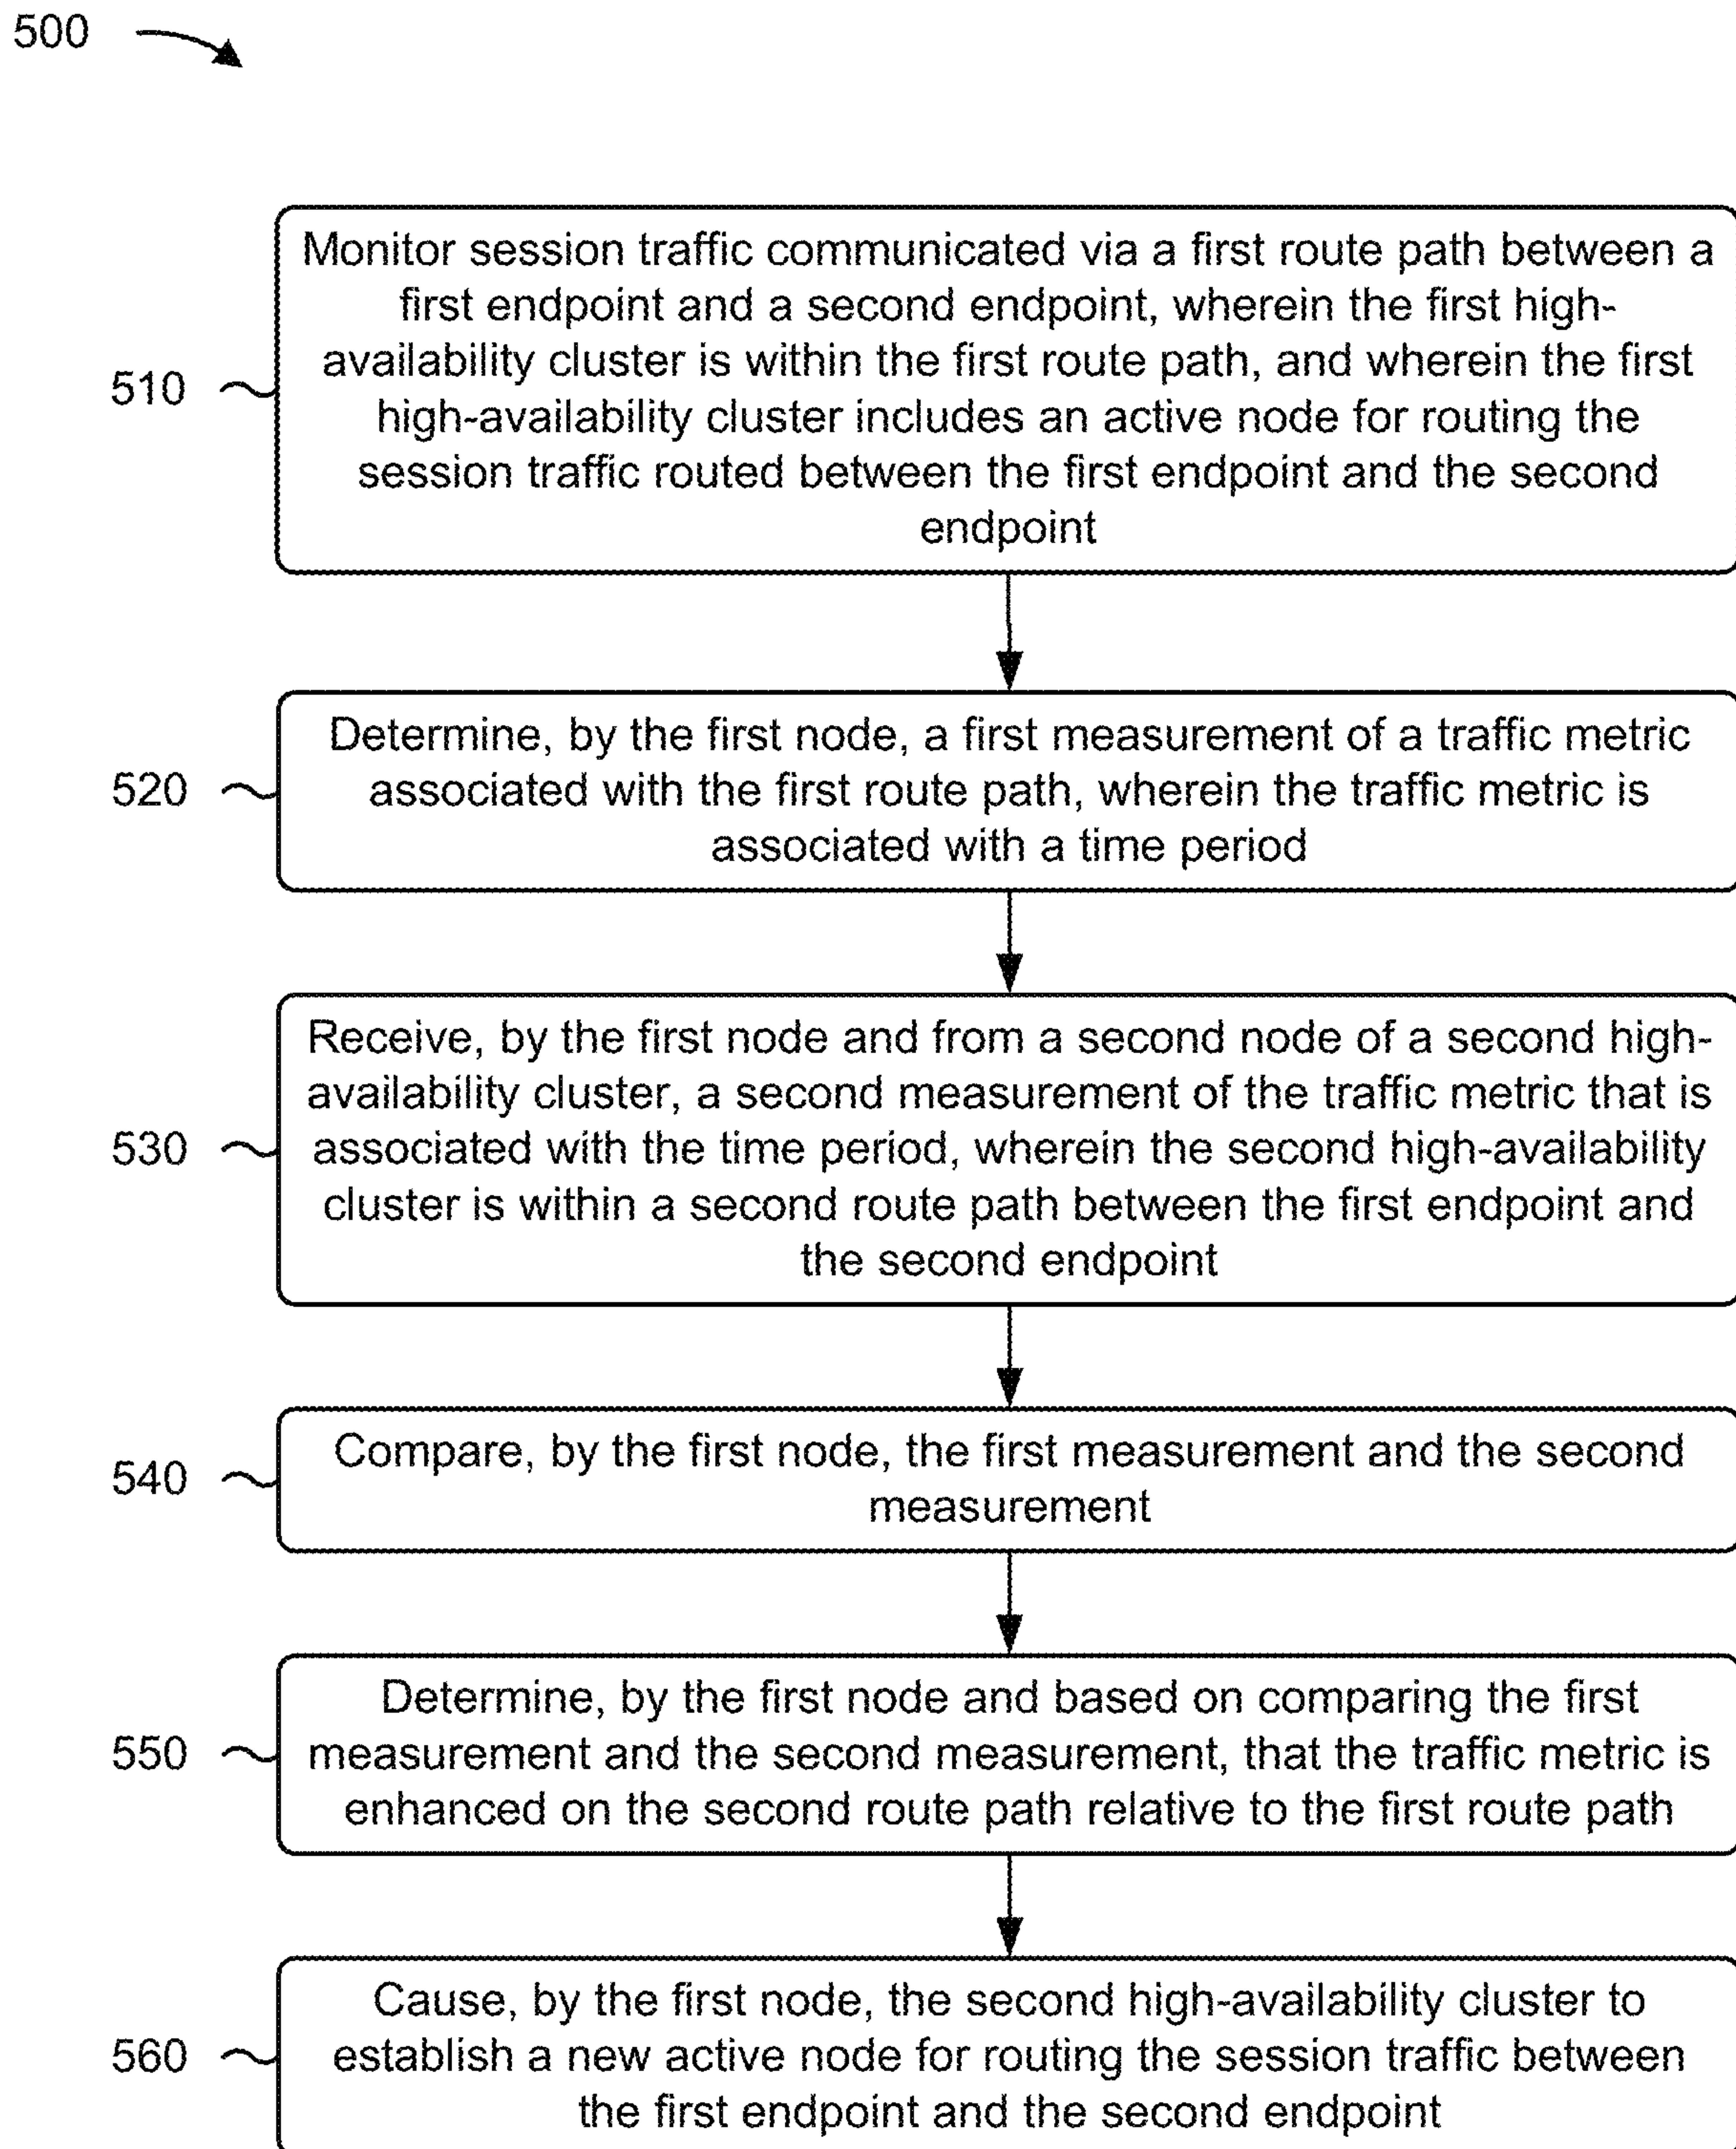 500
Monitor session traffic communicated via a first route path between a
first endpoint and a second endpoint, wherein the first high-
availability cluster is within the first route path, and wherein the first
high-availability cluster includes an active node for routing the
session traffic routed between the first endpoint and the second
endpoint
510
Determine, by the first node, a first measurement of a traffic metric
associated with the first route path, wherein the traffic metric is
associated with a time period
520
Receive, by the first node and from a second node of a second high-
availability cluster, a second measurement of the traffic metric that is
associated with the time period, wherein the second high-availability
cluster is within a second route path between the first endpoint and
the second endpoint
530
Compare, by the first node, the first measurement and the second
measurement
540
Determine, by the first node and based on comparing the first
measurement and the second measurement, that the traffic metric is
enhanced on the second route path relative to the first route path
550
Cause, by the first node, the second high-availability cluster to
establish a new active node for routing the session traffic between
the first endpoint and the second endpoint
560